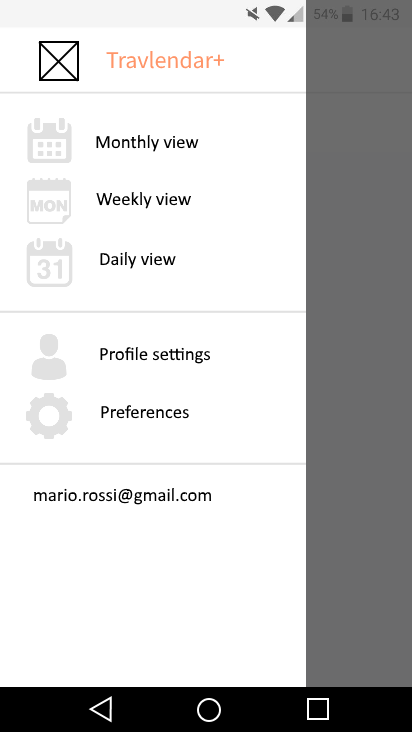 54% 16:43
Travlendar+
Monthly view
MON
Weekly view
31
Daily view
Profile settings
Preferences
mario.rossi@gmail.com